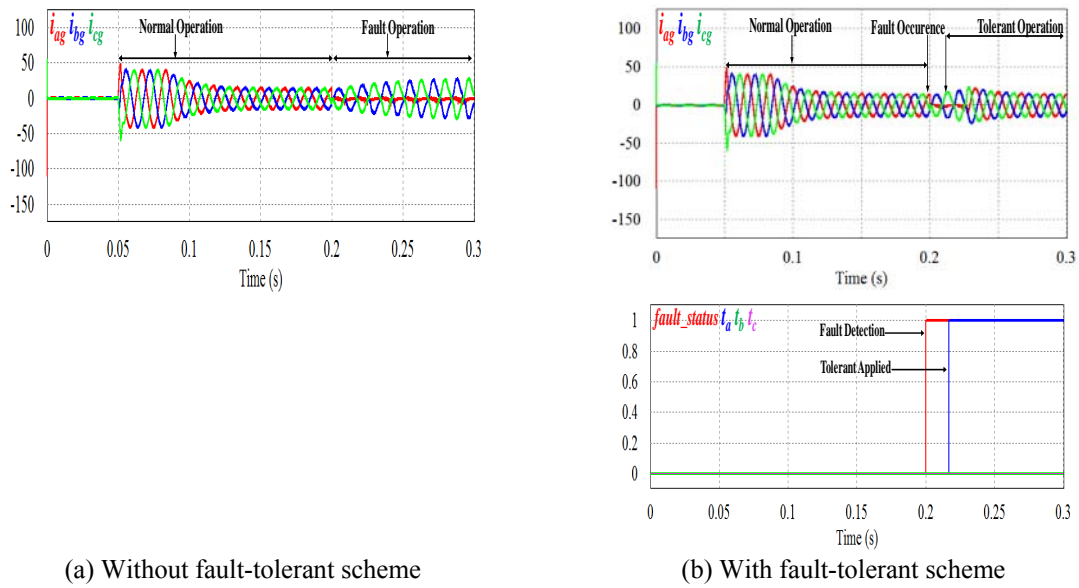 i_ag i_bg i_cg
Normal Operation
Fault Operation
100
50
0
-50
-100
-150
0
0.05
0.1
0.15
0.2
0.25
0.3
Time (s)
i_ag i_bg i_cg
Normal Operation
Fault Occurence
Tolerant Operation
100
50
0
-50
-100
-150
0
0.1
0.2
0.3
Time (s)
fault_status t_a t_b t_c
Fault Detection
Tolerant Applied
1
0.8
0.6
0.4
0.2
0
0
0.05
0.1
0.15
0.2
0.25
0.3
Time (s)
(a) Without fault-tolerant scheme
(b) With fault-tolerant scheme